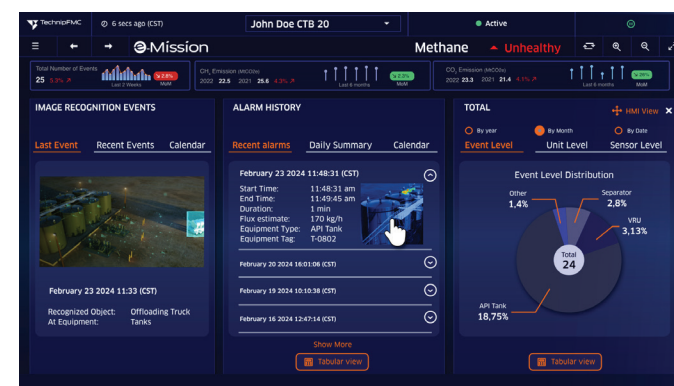 TechnipFMC
6 secs ago (CST)
John Doe CTB 20
Active
e-Mission
Methane
Unhealthy
Total Number of Events
25 5.3%
Last 2 Weeks
2.8%
MoM
CH₄ Emission (MtCO2e)
2022 22.5 2021 25.6 4.3%
Last 6 months
2.3%
MoM
CO₂ Emission (MtCO2e)
2022 23.3 2021 21.4 4.1%
Last 6 months
MoM
IMAGE RECOGNITION EVENTS
Last Event Recent Events Calendar
February 23 2024 11:33 (CST)
Recognized Object: Offloading Truck
At Equipment: Tanks
ALARM HISTORY
Recent alarms Daily Summary Calendar
February 23 2024 11:48:31 (CST)
Start Time: 11:48:31 am
End Time: 11:49:45 am
Duration: 1 min
Flux estimate: 170 kg/h
Equipment Type: API Tank
Equipment Tag: T-0802
February 20 2024 16:01:06 (CST)
February 19 2024 10:10:38 (CST)
February 16 2024 12:47:14 (CST)
Show More
Tabular view
TOTAL
HMI View
By year By Month By Date
Event Level Unit Level Sensor Level
Event Level Distribution
Other
1,4%
Separator
2,8%
VRU
3,13%
Total
24
API Tank
18,75%
Tabular view